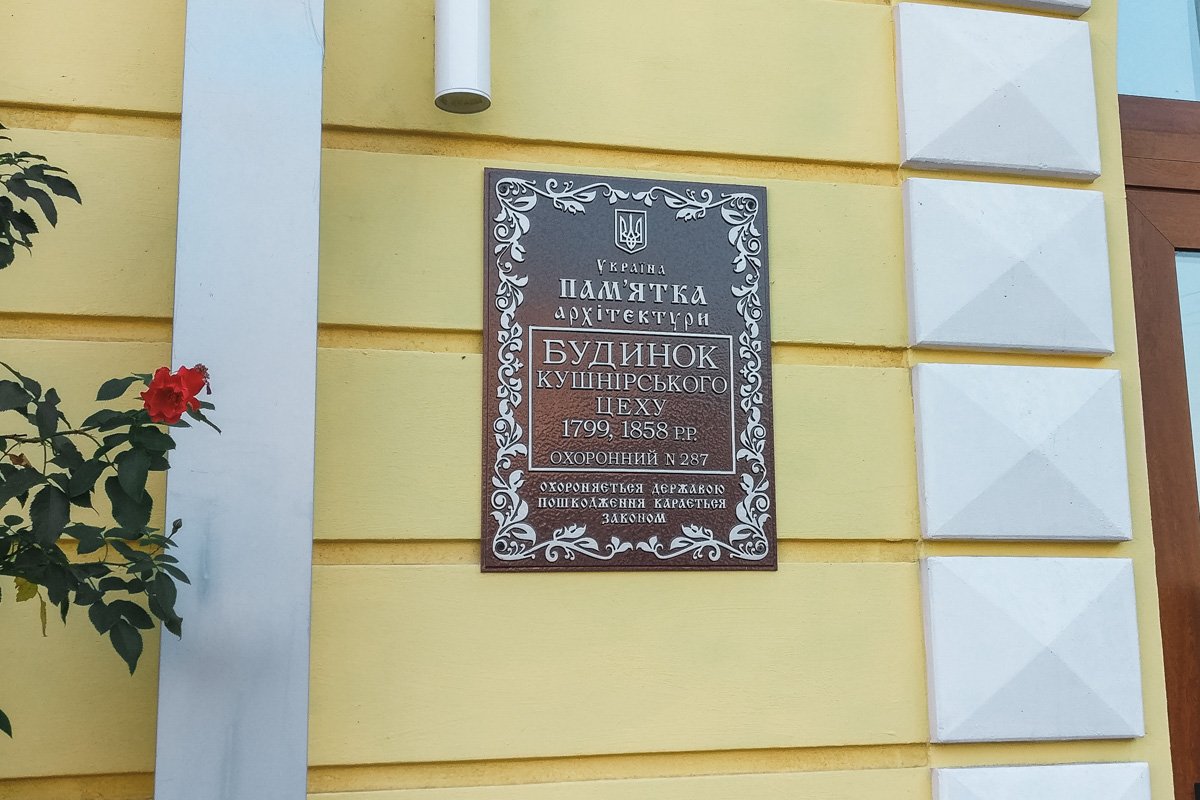 Україна
ПАМ'ЯТКА
архітектури
БУДИНОК
КУШНІРСЬКОГО
ЦЕХУ
1799, 1858 Р.Р.
ОХОРОННИЙ N 287
ОХОРОНЯЄТЬСЯ ДЕРЖАВОЮ
ПОШКОДЖЕННЯ КАРАЄТЬСЯ
ЗАКОНОМ